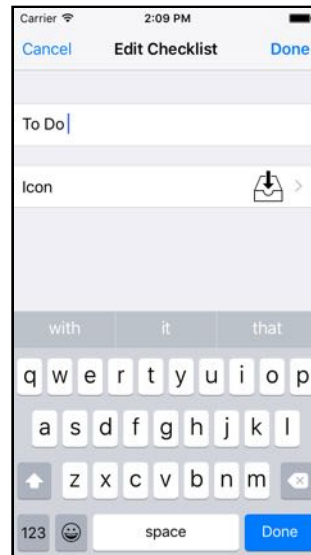 Carrier 2:09 PM
Cancel Edit Checklist Done
To Do
Icon
with it that
q w e r t y u i o p
a s d f g h j k l
z x c v b n m
123 space Done